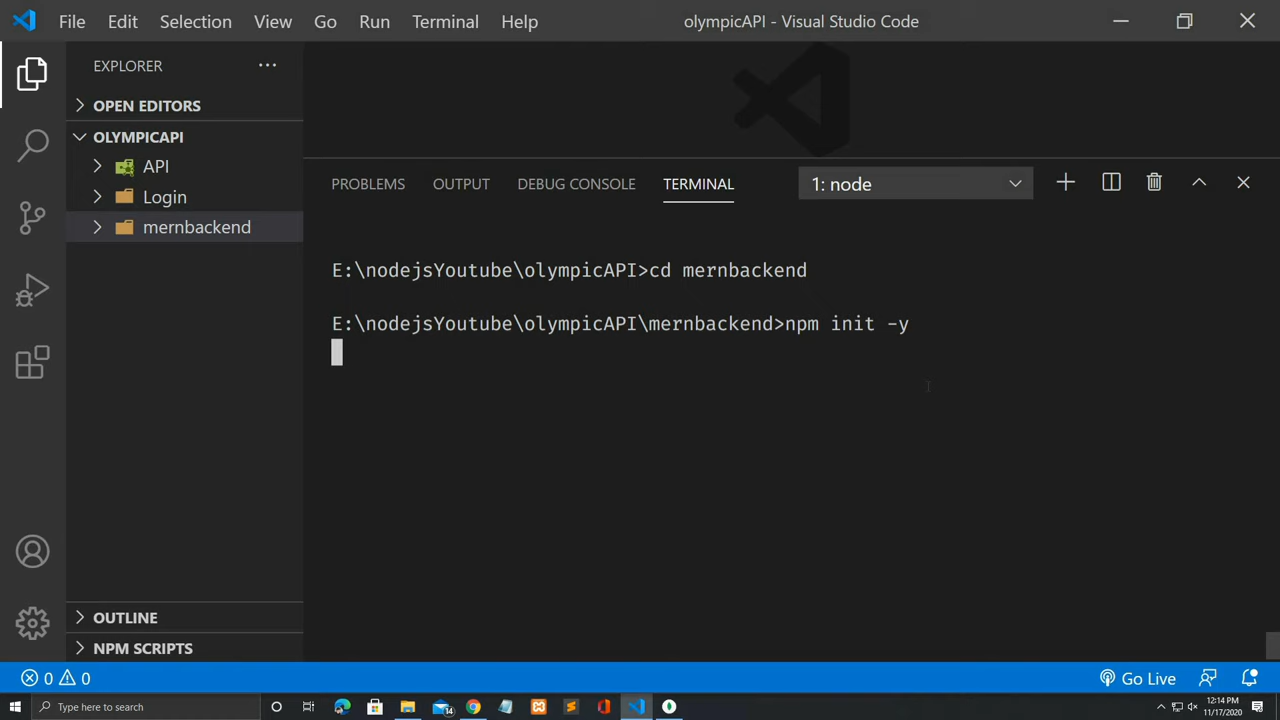 File Edit Selection View Go Run Terminal Help olympicAPI - Visual Studio Code
EXPLORER ...
OPEN EDITORS
OLYMPICAPI
API
Login
mernbackend
PROBLEMS OUTPUT DEBUG CONSOLE TERMINAL 1: node
E:\nodejsYoutube\olympicAPI>cd mernbackend
E:\nodejsYoutube\olympicAPI\mernbackend>npm init -y
OUTLINE
NPM SCRIPTS
0 0 Go Live
Type here to search 14 12:14 PM
11/17/2020